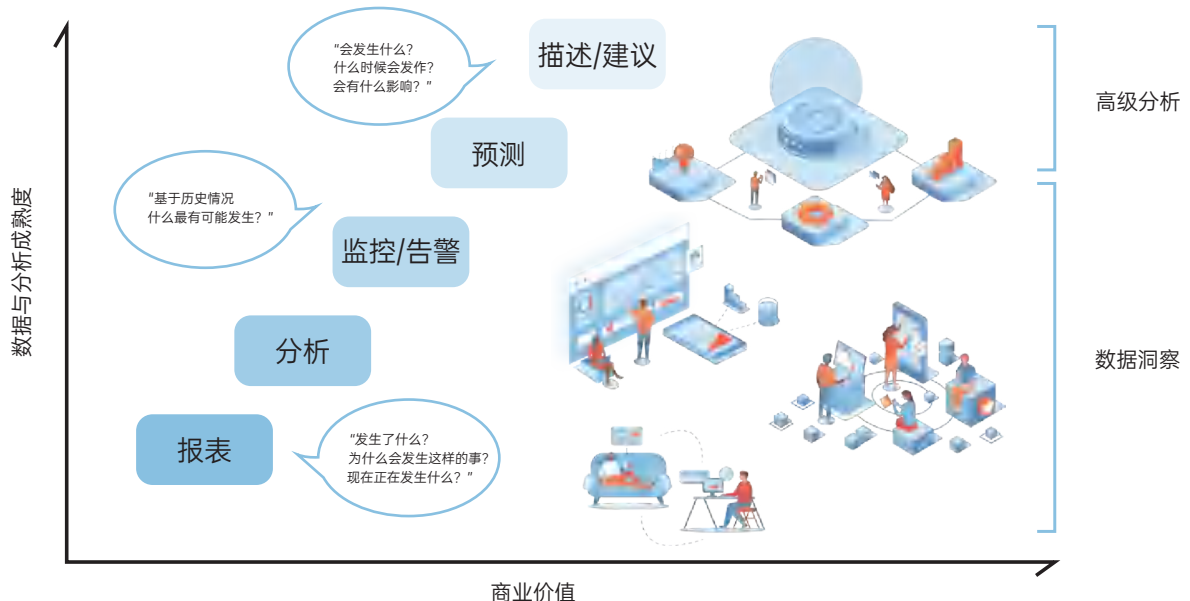 “会发生什么？
什么时候会发作？
会有什么影响？”
描述/建议
高级分析
预测
“基于历史情况
什么最有可能发生？”
监控/告警
数据与分析成熟度
分析
数据洞察
报表
“发生了什么？
为什么会发生这样的事？
现在正在发生什么？”
商业价值